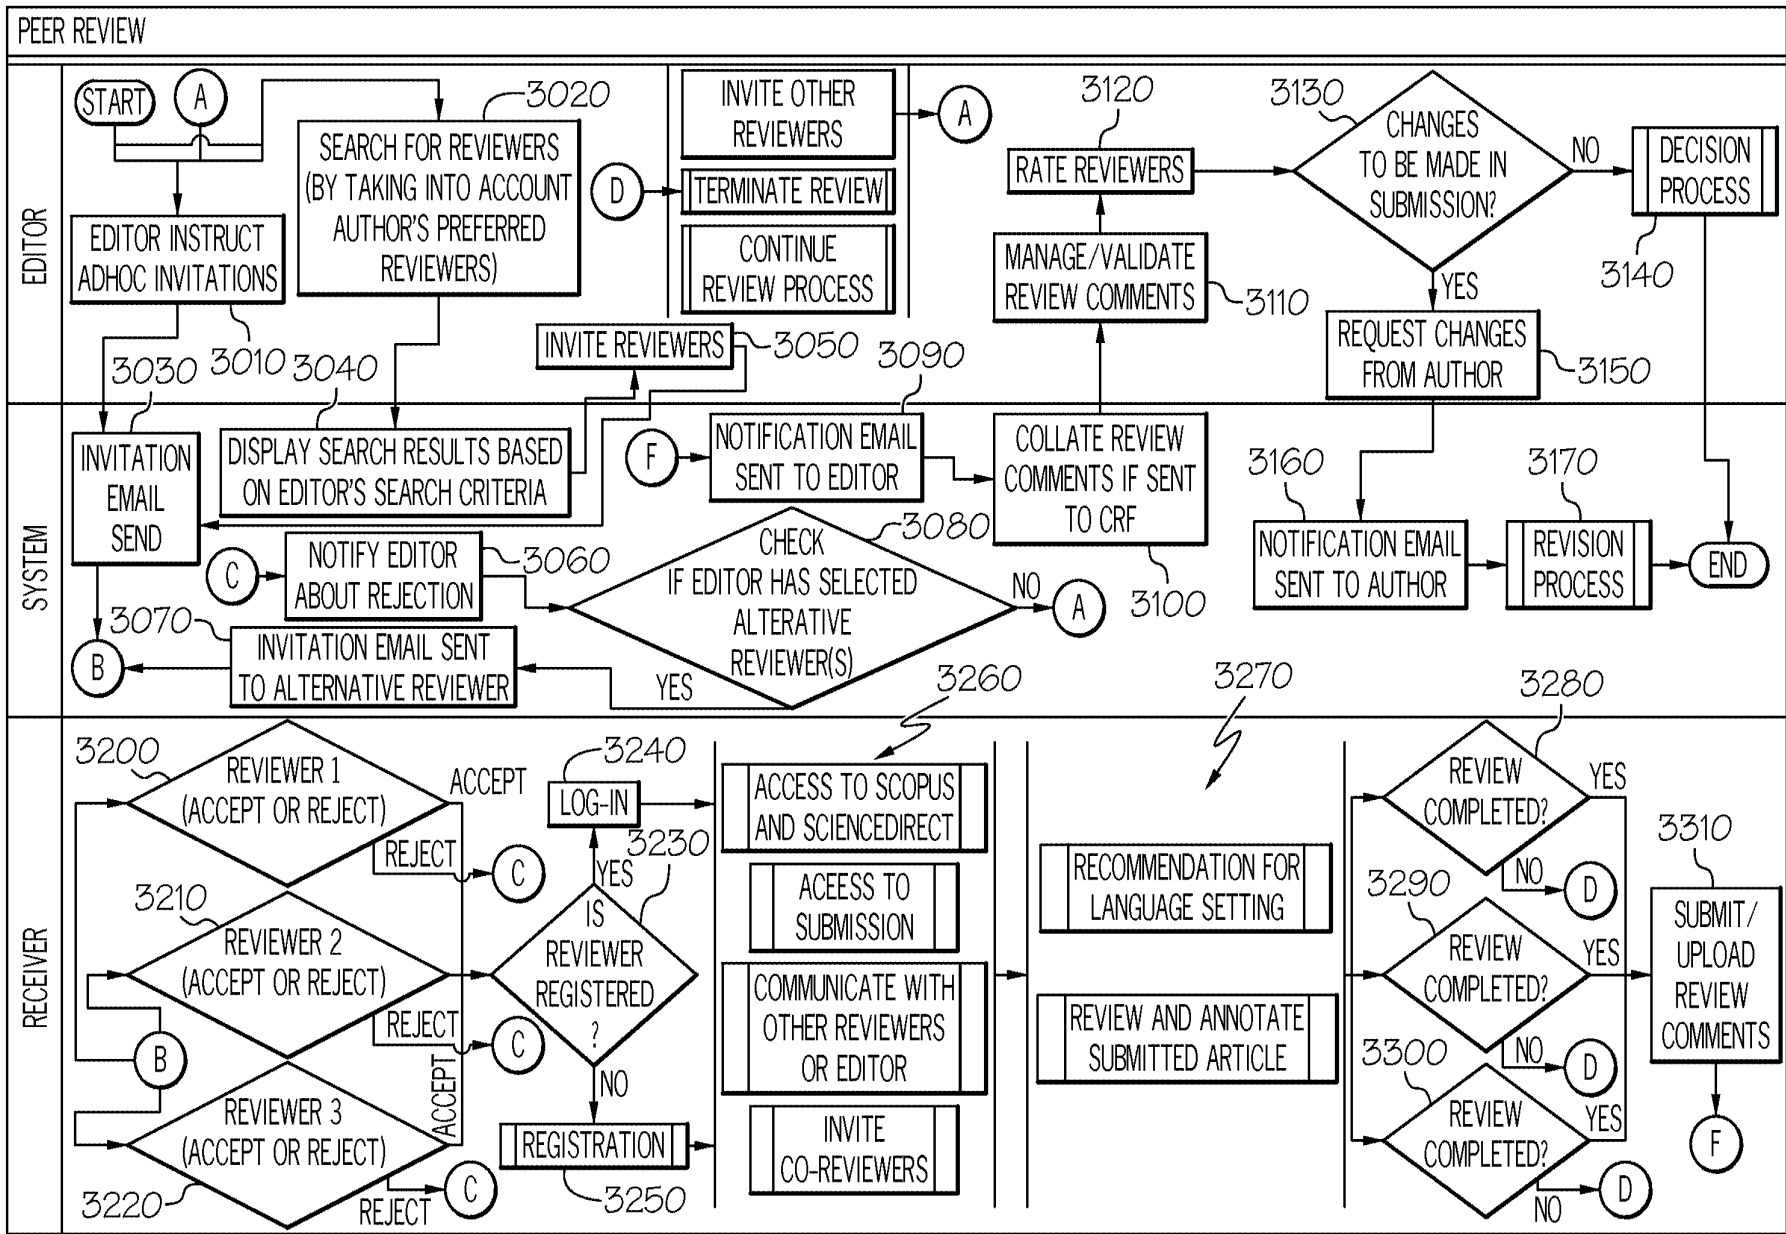 PEER REVIEW
EDITOR
START
A
3020
SEARCH FOR REVIEWERS
(BY TAKING INTO ACCOUNT
AUTHOR'S PREFERRED
REVIEWERS)
EDITOR INSTRUCT
ADHOC INVITATIONS
3010
INVITE OTHER
REVIEWERS
A
D
TERMINATE REVIEW
CONTINUE
REVIEW PROCESS
INVITE REVIEWERS
3050
3120
RATE REVIEWERS
MANAGE/VALIDATE
REVIEW COMMENTS
3110
3130
CHANGES
TO BE MADE IN
SUBMISSION?
NO
YES
DECISION
PROCESS
3140
REQUEST CHANGES
FROM AUTHOR
3150
SYSTEM
3030
INVITATION
EMAIL
SEND
3040
DISPLAY SEARCH RESULTS BASED
ON EDITOR'S SEARCH CRITERIA
3090
F
NOTIFICATION EMAIL
SENT TO EDITOR
COLLATE REVIEW
COMMENTS IF SENT
TO CRF
3100
C
NOTIFY EDITOR
ABOUT REJECTION
3060
3080
CHECK
IF EDITOR HAS SELECTED
ALTERATIVE
REVIEWER(S)
NO
A
YES
3070
B
INVITATION EMAIL SENT
TO ALTERNATIVE REVIEWER
3160
NOTIFICATION EMAIL
SENT TO AUTHOR
3170
REVISION
PROCESS
END
RECEIVER
3200
REVIEWER 1
(ACCEPT OR REJECT)
ACCEPT
REJECT
C
3210
REVIEWER 2
(ACCEPT OR REJECT)
REJECT
C
B
REVIEWER 3
(ACCEPT OR REJECT)
ACCEPT
3220
REJECT
C
3240
LOG-IN
3230
YES
IS
REVIEWER
REGISTERED
?
NO
REGISTRATION
3250
3260
ACCESS TO SCOPUS
AND SCIENCEDIRECT
ACEESS TO
SUBMISSION
COMMUNICATE WITH
OTHER REVIEWERS
OR EDITOR
INVITE
CO-REVIEWERS
3270
RECOMMENDATION FOR
LANGUAGE SETTING
REVIEW AND ANNOTATE
SUBMITTED ARTICLE
3280
REVIEW
COMPLETED?
YES
NO
D
3290
REVIEW
COMPLETED?
YES
NO
D
3300
REVIEW
COMPLETED?
YES
NO
D
3310
SUBMIT/
UPLOAD
REVIEW
COMMENTS
F